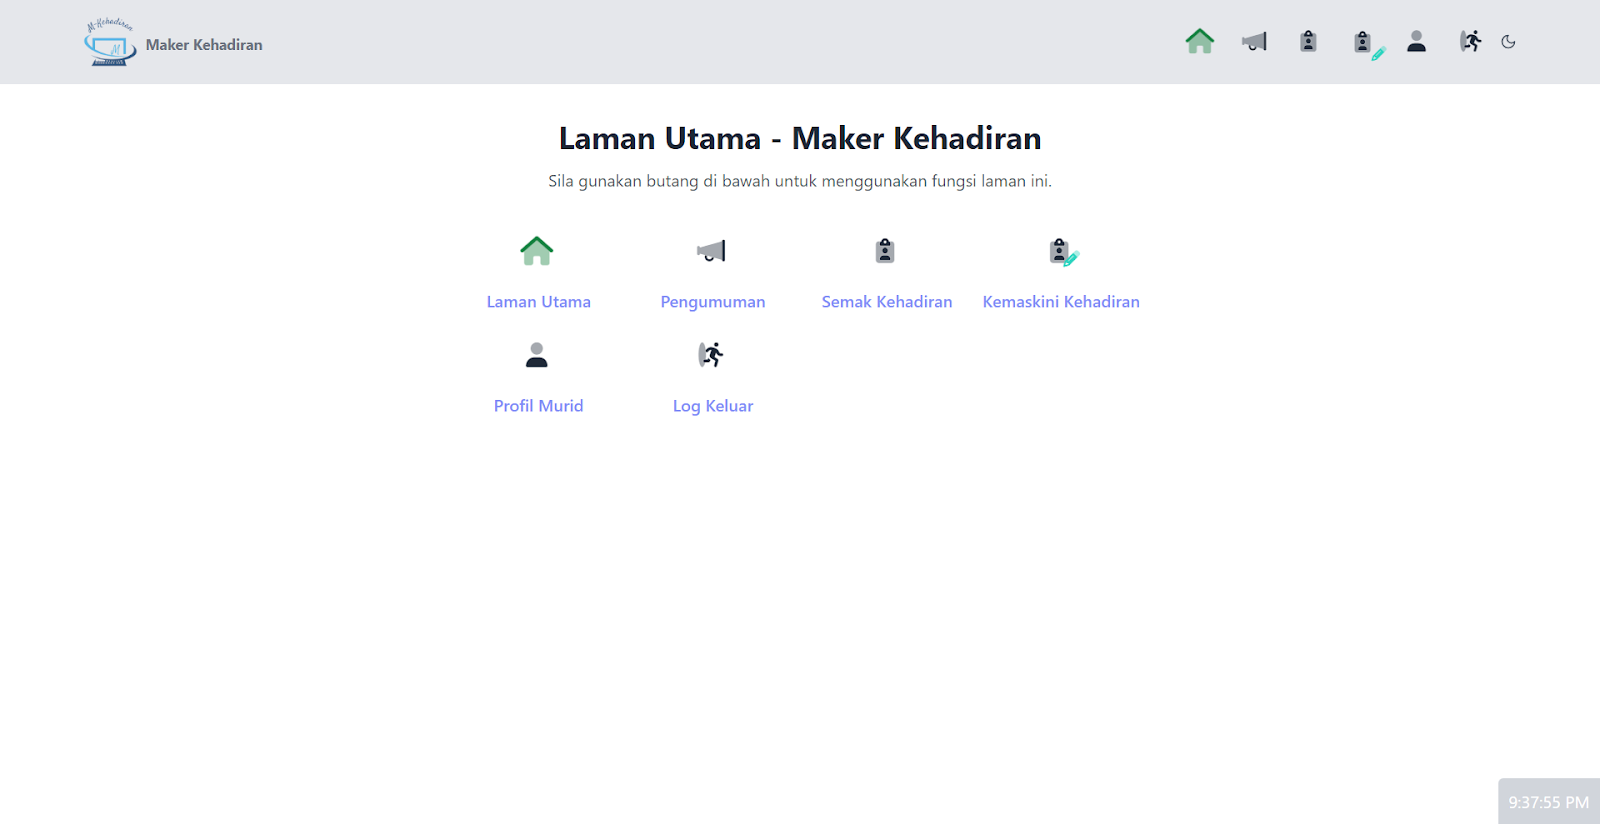 M-Kehadiran
M
Maker Kehadiran
Laman Utama - Maker Kehadiran
Sila gunakan butang di bawah untuk menggunakan fungsi laman ini.
Laman Utama
Pengumuman
Semak Kehadiran
Kemaskini Kehadiran
Profil Murid
Log Keluar
9:37:55 PM